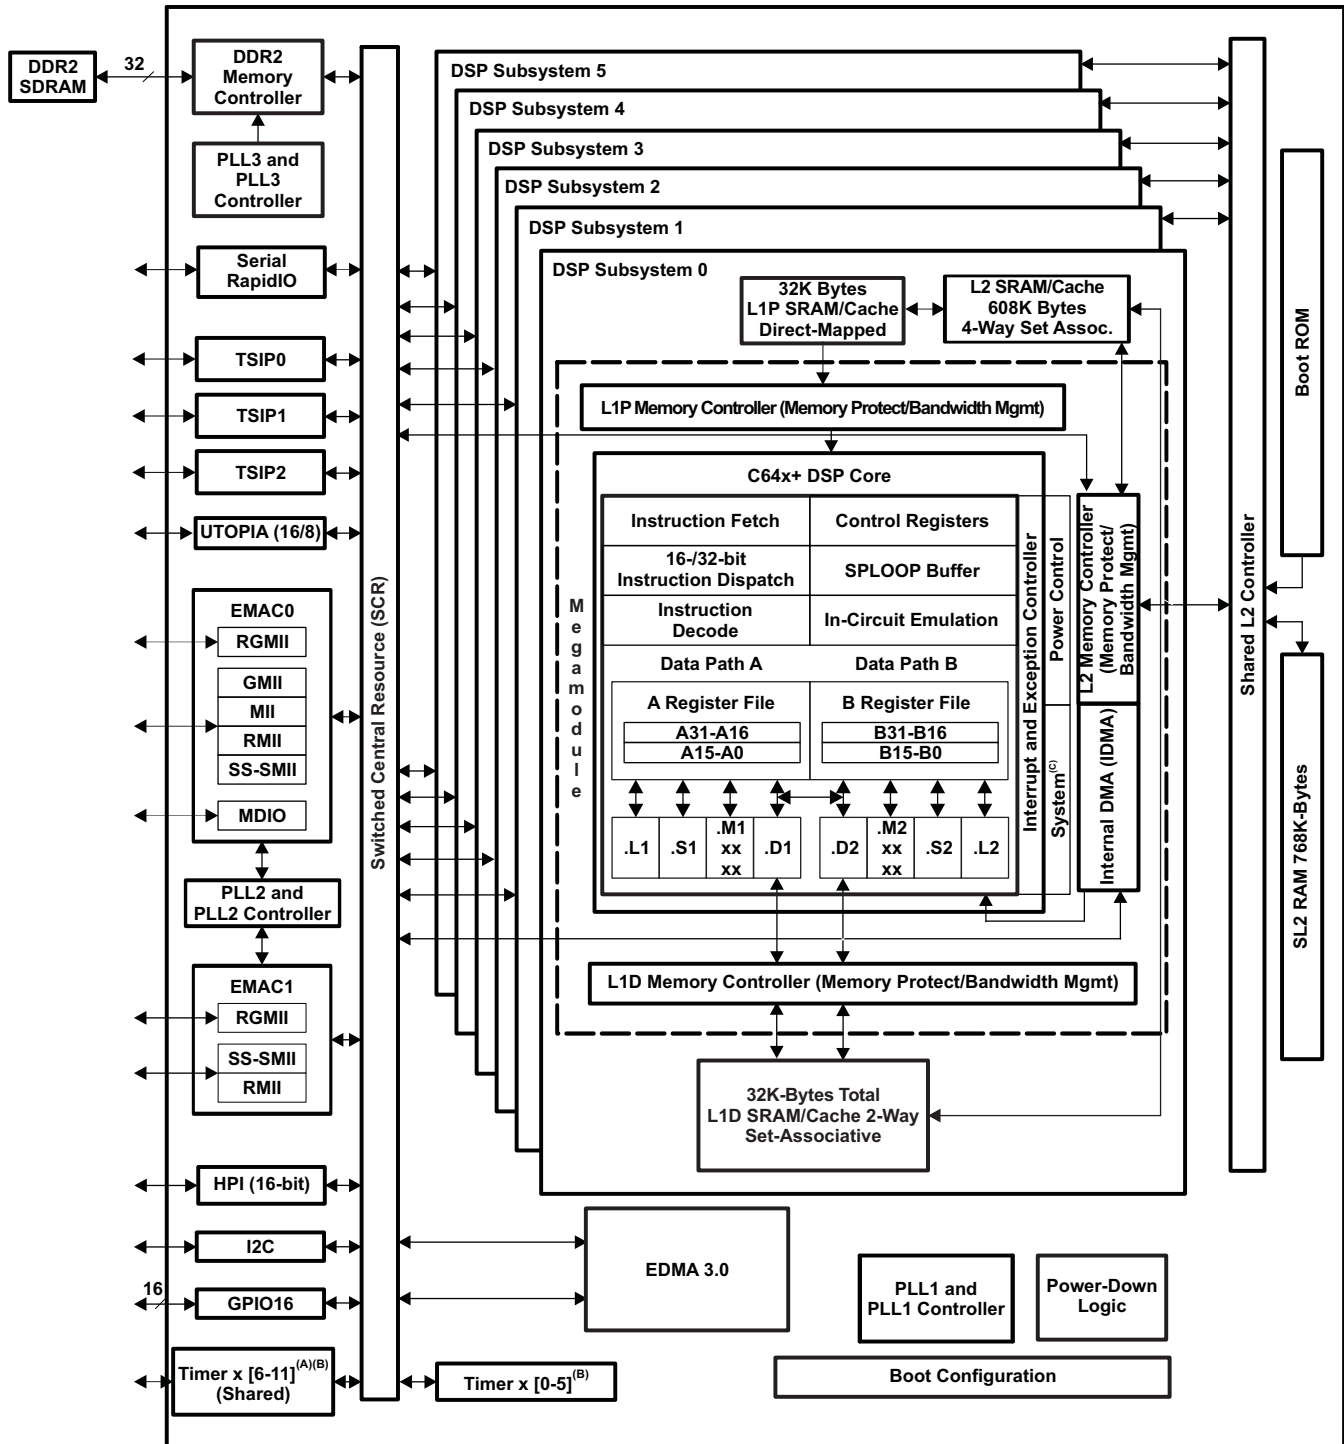 DDR2
SDRAM
32
DDR2
Memory
Controller
PLL3 and
PLL3
Controller
Serial
RapidIO
TSIP0
TSIP1
TSIP2
UTOPIA (16/8)
EMAC0
RGMII
GMII
MII
RMII
SS-SMII
MDIO
PLL2 and
PLL2 Controller
EMAC1
RGMII
SS-SMII
RMII
HPI (16-bit)
I2C
16
GPIO16
Timer x [6-11](A)(B)
(Shared)
Switched Central Resource (SCR)
DSP Subsystem 5
DSP Subsystem 4
DSP Subsystem 3
DSP Subsystem 2
DSP Subsystem 1
DSP Subsystem 0
32K Bytes
L1P SRAM/Cache
Direct-Mapped
L2 SRAM/Cache
608K Bytes
4-Way Set Assoc.
L1P Memory Controller (Memory Protect/Bandwidth Mgmt)
Megamodule
C64x+ DSP Core
Instruction Fetch
Control Registers
16-/32-bit
Instruction Dispatch
SPLOOP Buffer
Instruction
Decode
In-Circuit Emulation
Data Path A
Data Path B
A Register File
B Register File
A31-A16
A15-A0
B31-B16
B15-B0
.L1
.S1
.M1
xx
xx
.D1
.D2
.M2
xx
xx
.S2
.L2
Interrupt and Exception Controller
Power Control
System(C)
L2 Memory Controller
(Memory Protect/
Bandwidth Mgmt)
Internal DMA (IDMA)
L1D Memory Controller (Memory Protect/Bandwidth Mgmt)
32K-Bytes Total
L1D SRAM/Cache 2-Way
Set-Associative
Shared L2 Controller
Boot ROM
SL2 RAM 768K-Bytes
EDMA 3.0
PLL1 and
PLL1 Controller
Power-Down
Logic
Timer x [0-5](B)
Boot Configuration